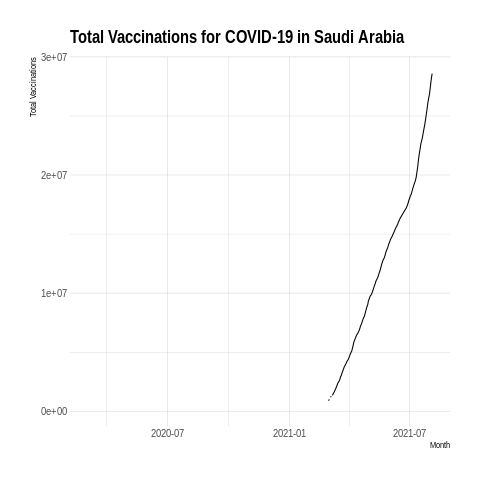 Total Vaccinations for COVID-19 in Saudi Arabia
Total Vaccinations
3e+07
2e+07
1e+07
0e+00
2020-07 2021-01 2021-07
Month